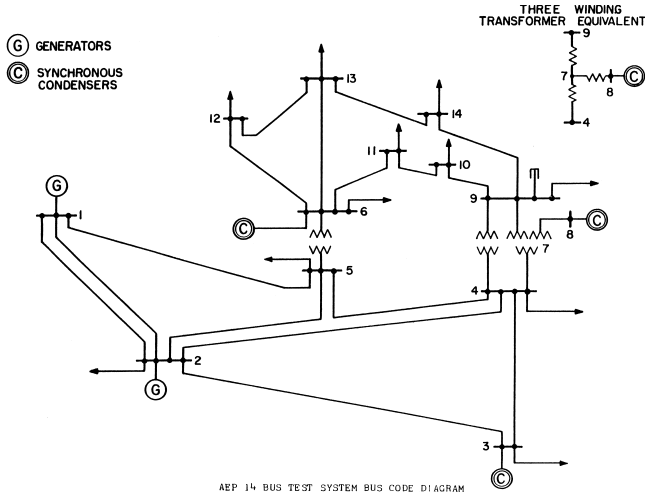 THREE WINDING
TRANSFORMER EQUIVALENT
G GENERATORS
C SYNCHRONOUS
CONDENSERS
9
7
C
8
4
13
12
14
11
10
G
1
6
9
C
8
C
7
5
4
2
G
3
C
AEP 14 BUS TEST SYSTEM BUS CODE DIAGRAM